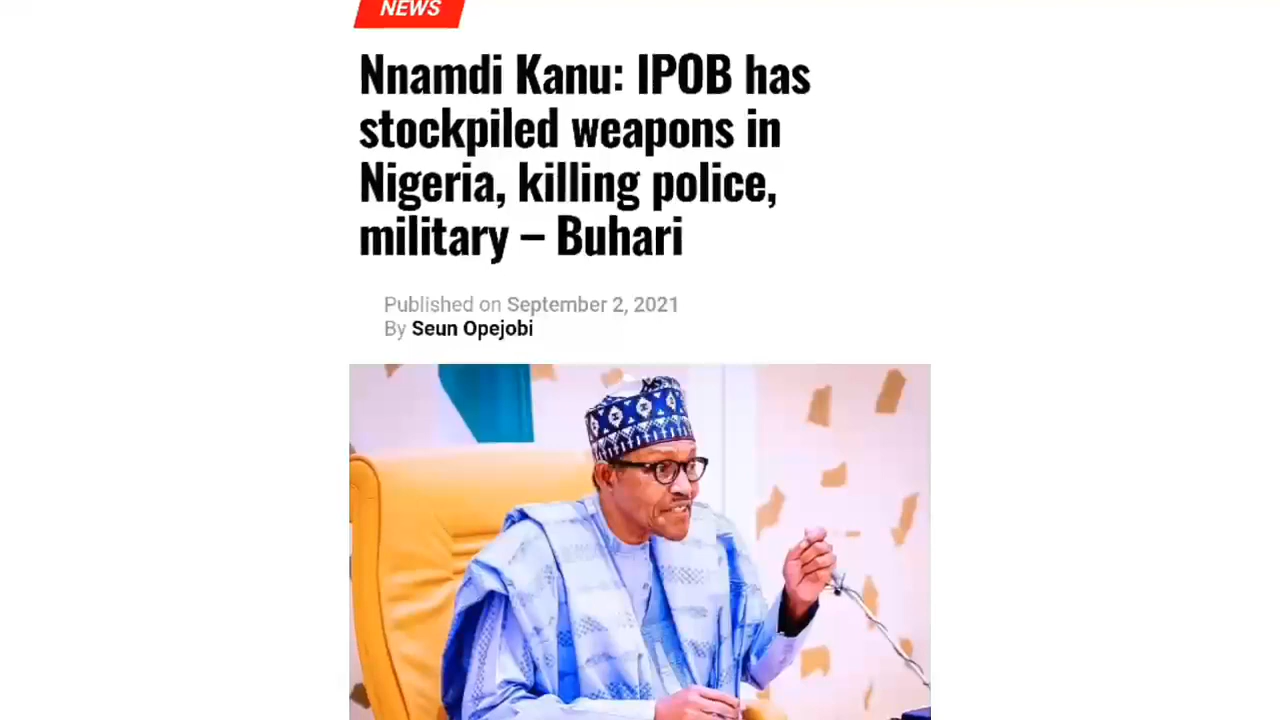 NEWS
Nnamdi Kanu: IPOB has
stockpiled weapons in
Nigeria, killing police,
military – Buhari
Published on September 2, 2021
By Seun Opejobi